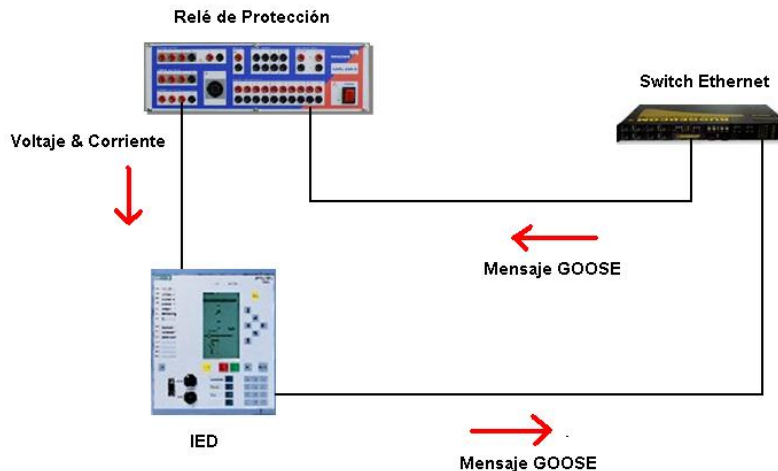 Relé de Protección
Switch Ethernet
Voltaje & Corriente
Mensaje GOOSE
IED
Mensaje GOOSE